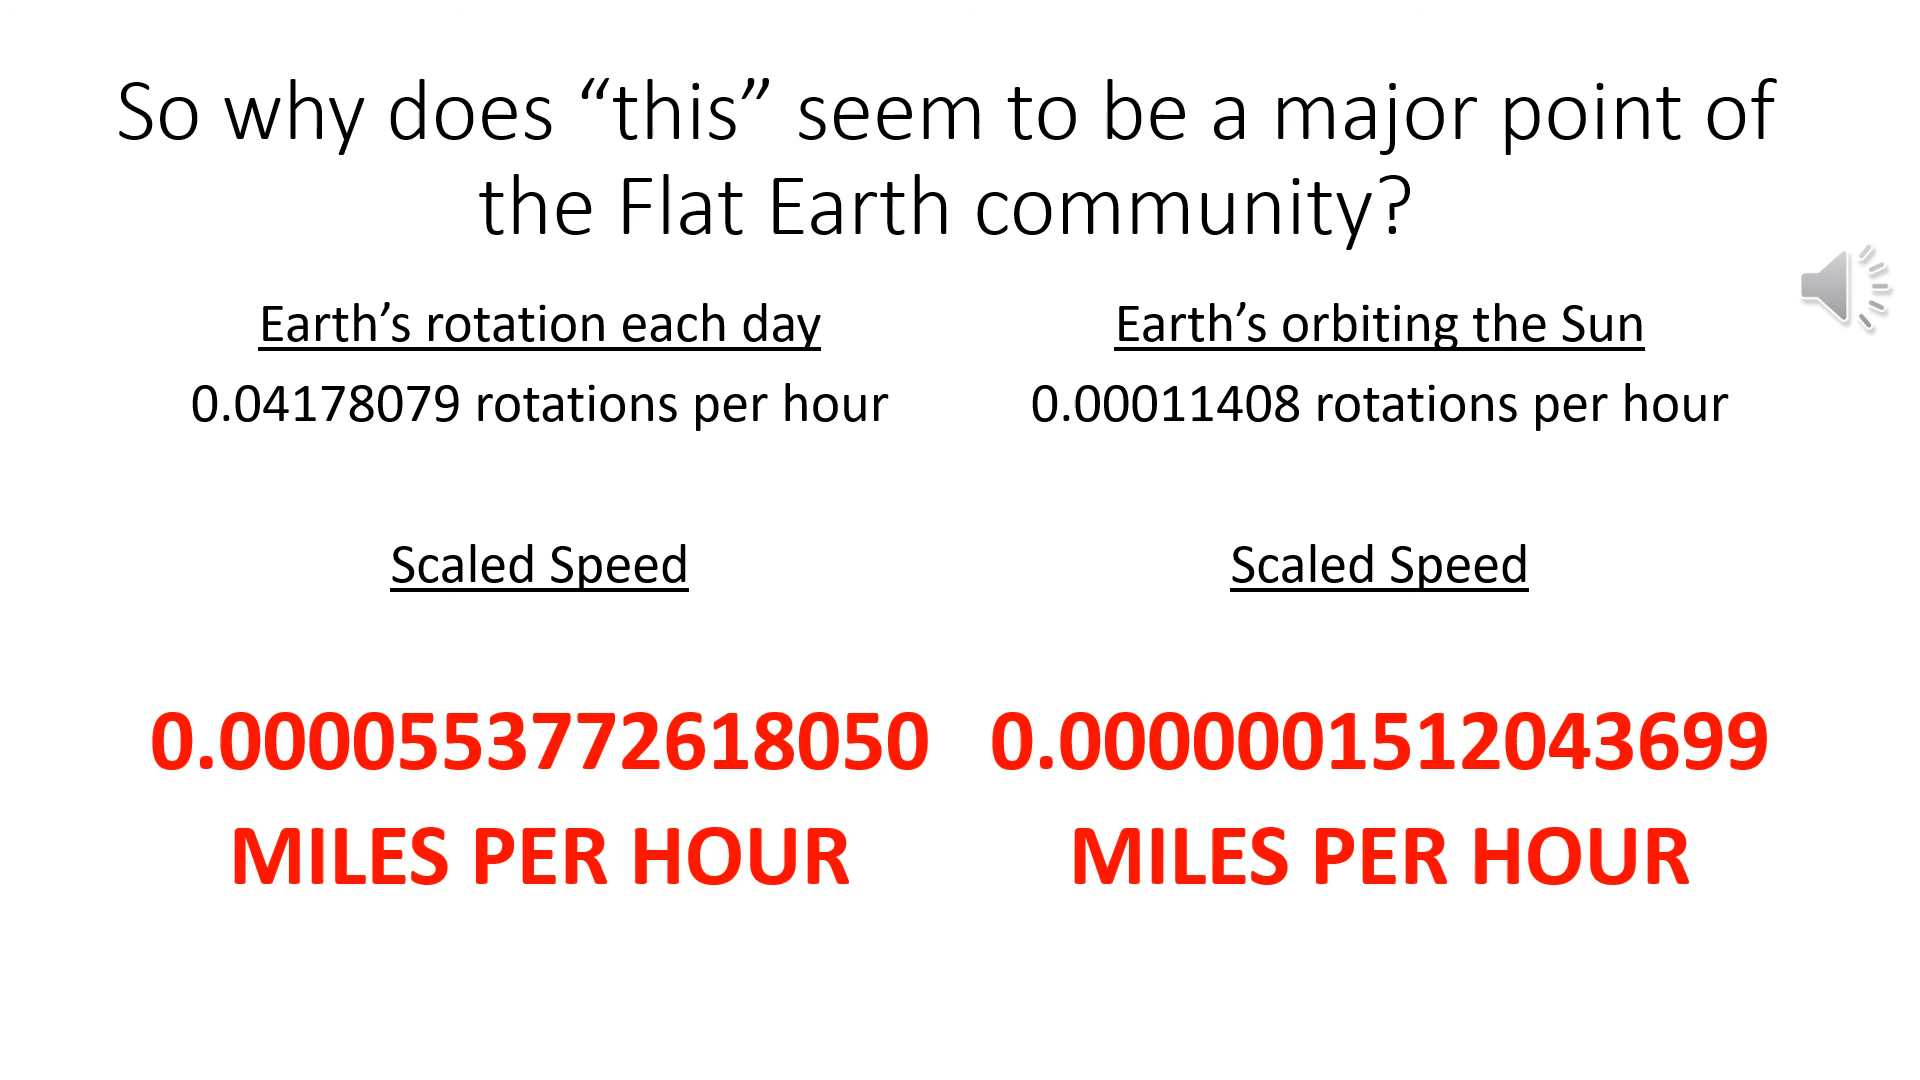 So why does “this” seem to be a major point of
the Flat Earth community?
Earth’s rotation each day
0.04178079 rotations per hour
Scaled Speed
0.0000553772618050
MILES PER HOUR
Earth’s orbiting the Sun
0.00011408 rotations per hour
Scaled Speed
0.0000001512043699
MILES PER HOUR